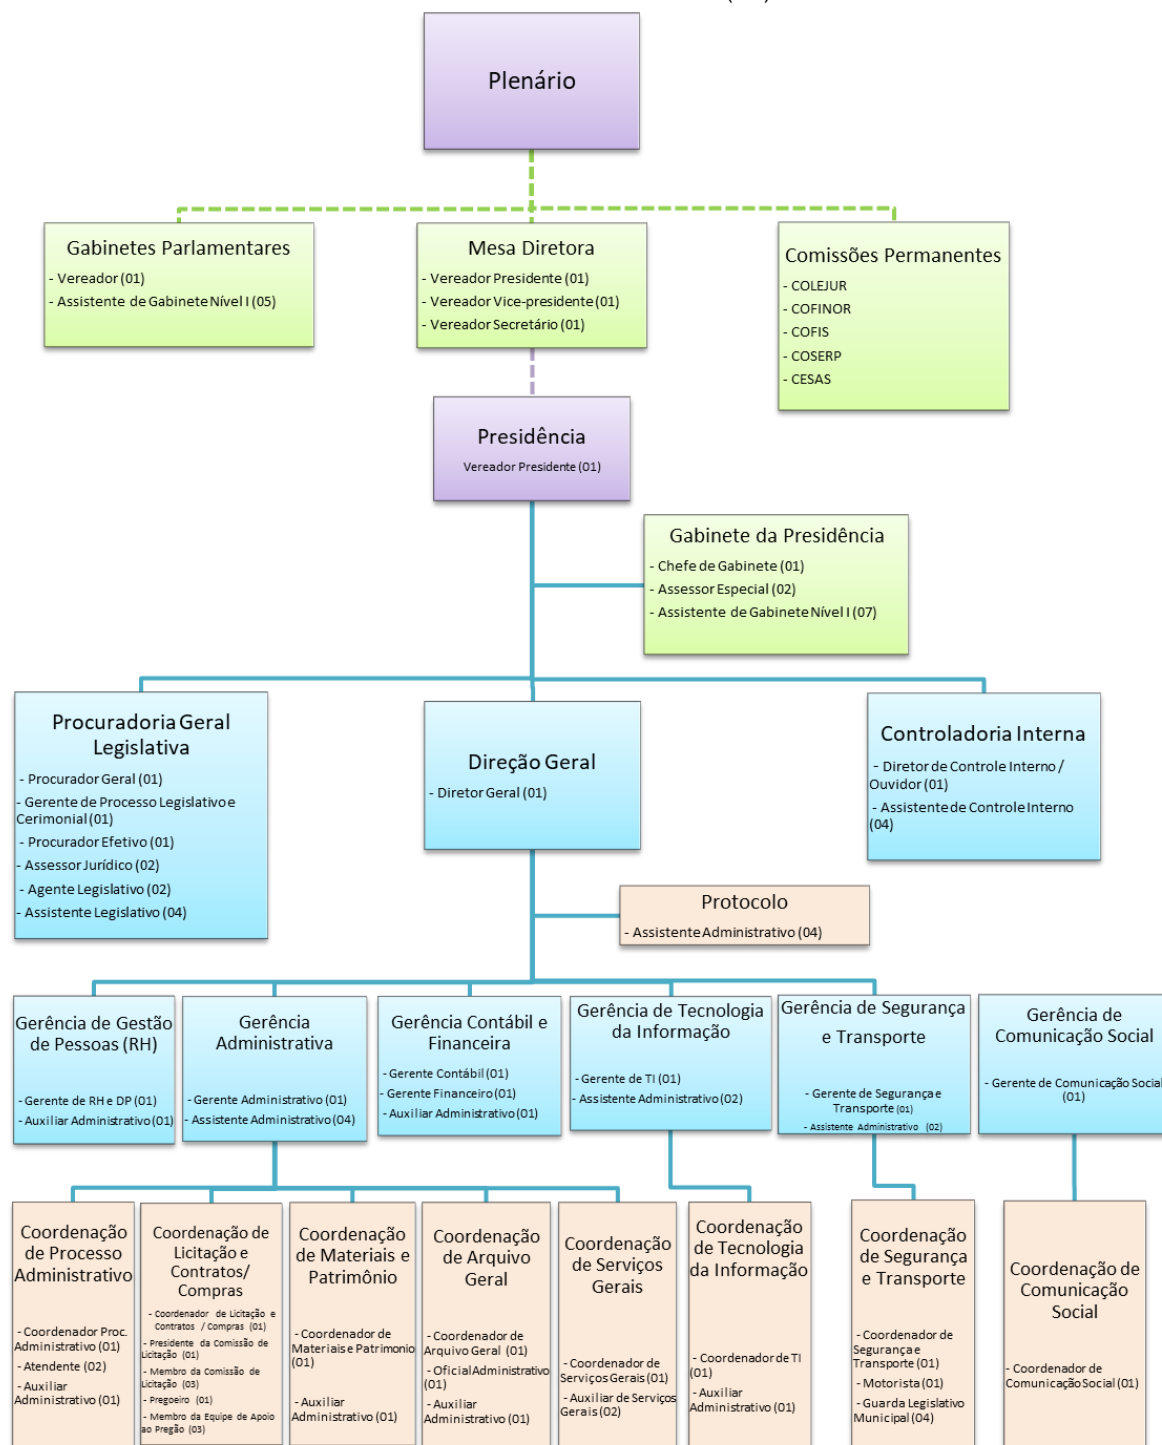 Plenário
Gabinetes Parlamentares
- Vereador (01)
- Assistente de Gabinete Nível I (05)
Mesa Diretora
- Vereador Presidente (01)
- Vereador Vice-presidente (01)
- Vereador Secretário (01)
Comissões Permanentes
- COLEJUR
- COFINOR
- COFIS
- COSERP
- CESAS
Presidência
Vereador Presidente (01)
Gabinete da Presidência
- Chefe de Gabinete (01)
- Assessor Especial (02)
- Assistente de Gabinete Nível I (07)
Procuradoria Geral
Legislativa
- Procurador Geral (01)
- Gerente de Processo Legislativo e
Cerimonial (01)
- Procurador Efetivo (01)
- Assessor Jurídico (02)
- Agente Legislativo (02)
- Assistente Legislativo (04)
Direção Geral
- Diretor Geral (01)
Controladoria Interna
- Diretor de Controle Interno /
Ouvidor (01)
- Assistente de Controle Interno
(04)
Protocolo
- Assistente Administrativo (04)
Gerência de Gestão
de Pessoas (RH)
- Gerente de RH e DP (01)
- Auxiliar Administrativo (01)
Gerência
Administrativa
- Gerente Administrativo (01)
- Assistente Administrativo (04)
Gerência Contábil e
Financeira
- Gerente Contábil (01)
- Gerente Financeiro (01)
- Auxiliar Administrativo (01)
Gerência de Tecnologia
da Informação
- Gerente de TI (01)
- Assistente Administrativo (02)
Gerência de Segurança
e Transporte
- Gerente de Segurança e
Transporte (01)
- Assistente Administrativo (02)
Gerência de
Comunicação Social
- Gerente de Comunicação Social
(01)
Coordenação
de Processo
Administrativo
- Coordenador Proc.
Administrativo (01)
- Atendente (02)
- Auxiliar
Administrativo (01)
Coordenação de
Licitação e
Contratos/
Compras
- Coordenador de Licitação e
Contratos / Compras (01)
- Presidente da Comissão de
Licitação (01)
- Membro da Comissão de
Licitação (03)
- Pregoeiro (01)
- Membro da Equipe de Apoio
ao Pregão (03)
Coordenação
de Materiais e
Patrimônio
- Coordenador de
Materiais e Patrimonio
(01)
- Auxiliar
Administrativo (01)
Coordenação
de Arquivo
Geral
- Coordenador de
Arquivo Geral (01)
- Oficial Administrativo
(01)
- Auxiliar
Administrativo (01)
Coordenação
de Serviços
Gerais
- Coordenador de
Serviços Gerais (01)
- Auxiliar de Serviços
Gerais (02)
Coordenação
de Tecnologia
da Informação
- Coordenador de TI
(01)
- Auxiliar
Administrativo (01)
Coordenação
de Segurança
e Transporte
- Coordenador de
Segurança e
Transporte (01)
- Motorista (01)
- Guarda Legislativo
Municipal (04)
Coordenação de
Comunicação
Social
- Coordenador de
Comunicação Social (01)